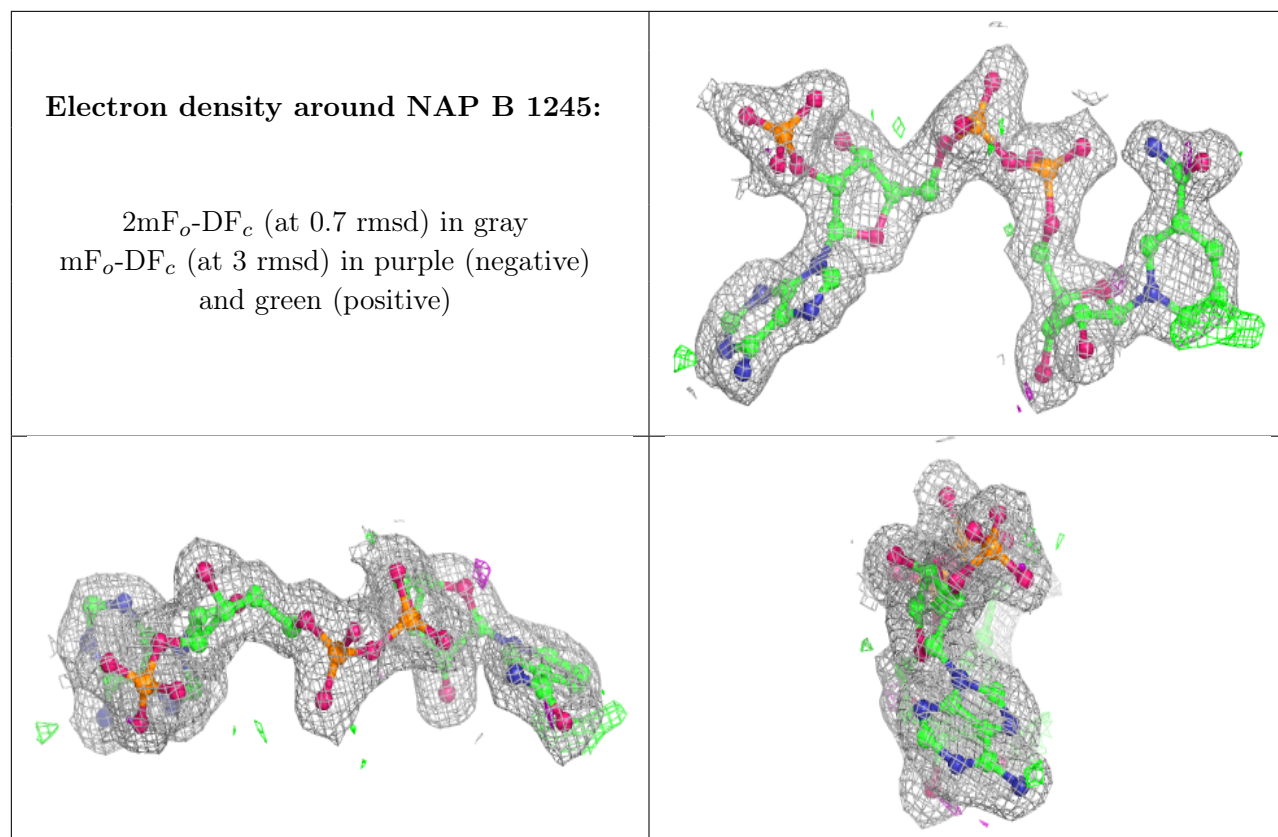 Electron density around NAP B 1245:
2mFo-DFc (at 0.7 rmsd) in gray
mFo-DFc (at 3 rmsd) in purple (negative)
and green (positive)